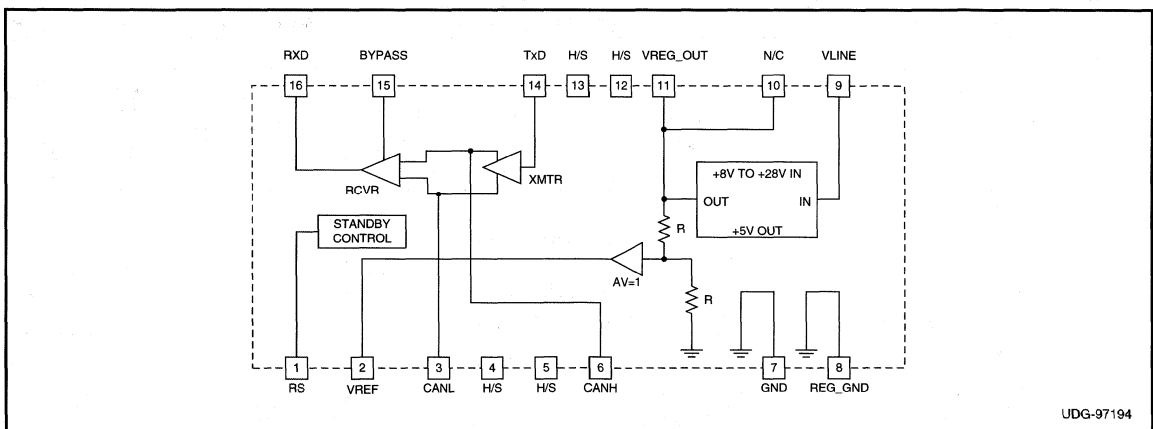 RXD BYPASS TxD H/S H/S VREG_OUT N/C VLINE
16 15 14 13 12 11 10 9
+8V TO +28V IN
XMTR
RCVR
OUT IN
STANDBY
CONTROL
R
+5V OUT
AV=1
R
1 2 3 4 5 6 7 8
RS VREF CANL H/S H/S CANH GND REG_GND
UDG-97194